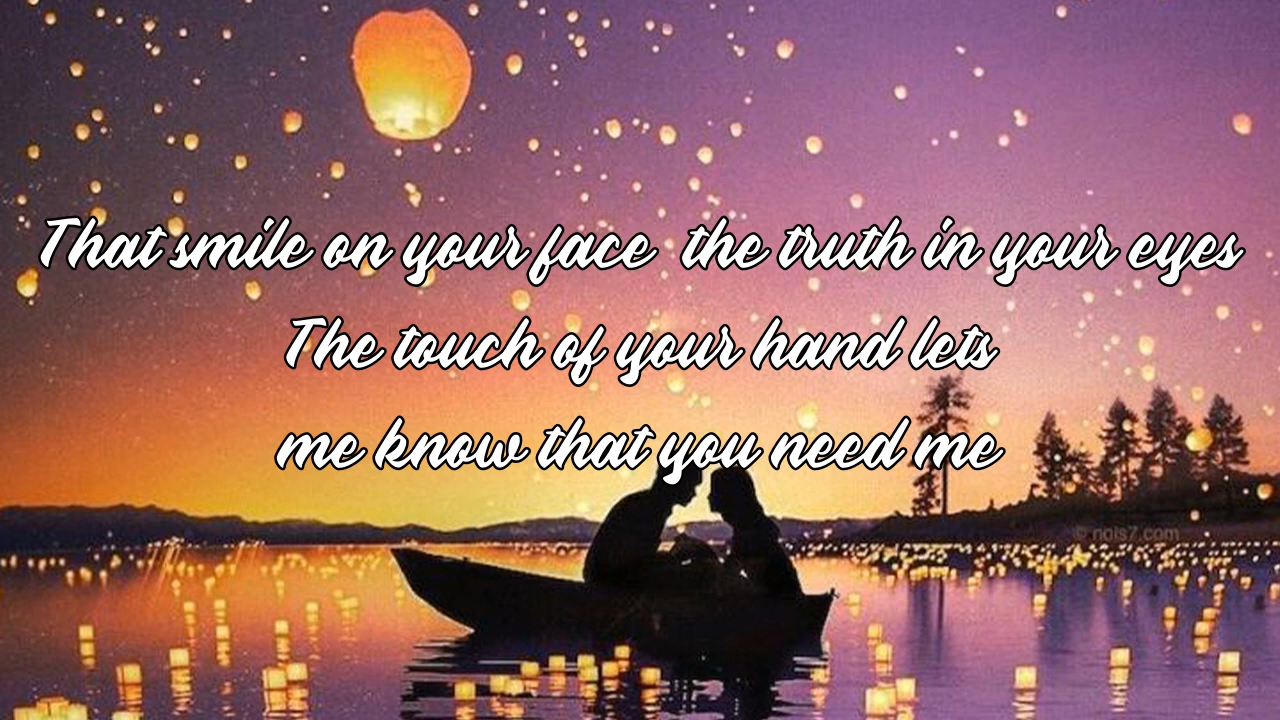 That smile on your face the truth in your eyes
The touch of your hand lets
me know that you need me
© nois7.com